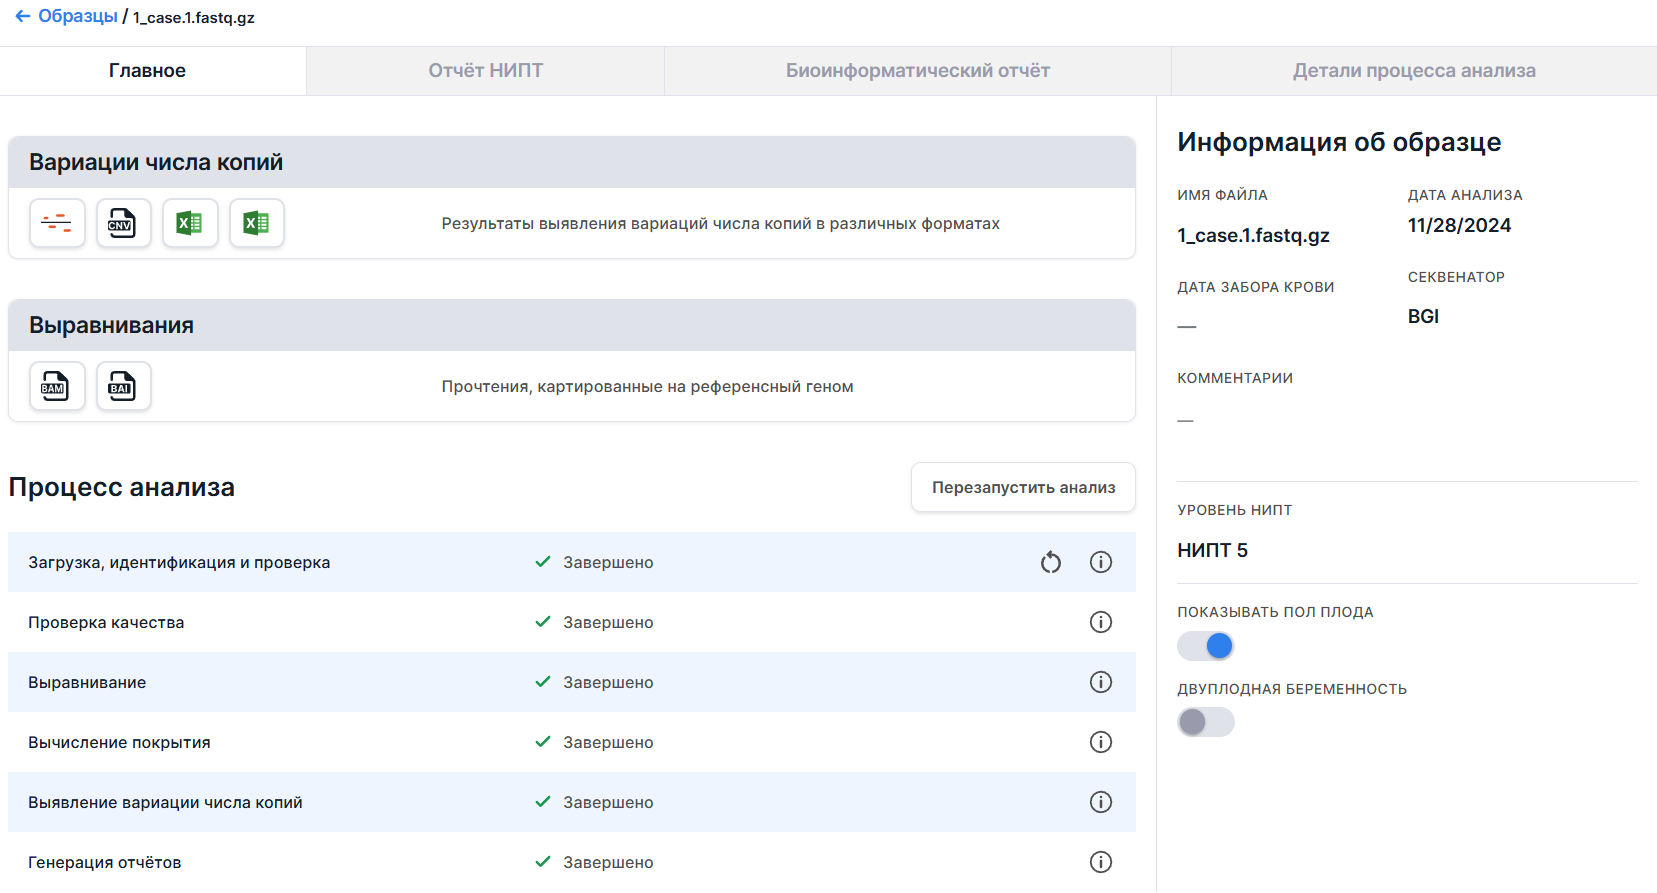 ← Образцы / 1_case.1.fastq.gz
Главное
Отчёт НИПТ
Биоинформатический отчёт
Детали процесса анализа
Вариации числа копий
CNV
X
X
Результаты выявления вариаций числа копий в различных форматах
Выравнивания
BAM
BAI
Прочтения, картированные на референсный геном
Процесс анализа
Перезапустить анализ
Загрузка, идентификация и проверка
Завершено
Проверка качества
Завершено
Выравнивание
Завершено
Вычисление покрытия
Завершено
Выявление вариации числа копий
Завершено
Генерация отчётов
Завершено
Информация об образце
ИМЯ ФАЙЛА
1_case.1.fastq.gz
ДАТА АНАЛИЗА
11/28/2024
ДАТА ЗАБОРА КРОВИ
—
СЕКВЕНАТОР
BGI
КОММЕНТАРИИ
—
УРОВЕНЬ НИПТ
НИПТ 5
ПОКАЗЫВАТЬ ПОЛ ПЛОДА
ДВУПЛОДНАЯ БЕРЕМЕННОСТЬ